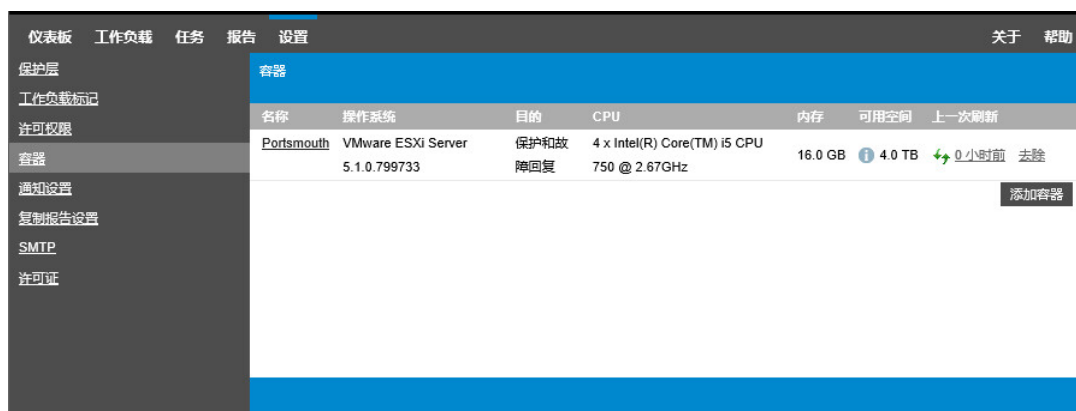 仪表板 工作负载 任务 报告 设置 关于 帮助
保护层
工作负载标记
许可权限
容器
通知设置
复制报告设置
SMTP
许可证
容器
名称 操作系统 目的 CPU 内存 可用空间 上一次刷新
Portsmouth VMware ESXi Server 保护和故 4 x Intel(R) Core(TM) i5 CPU 16.0 GB 4.0 TB 0 小时前 去除
5.1.0.799733 障回复 750 @ 2.67GHz
添加容器